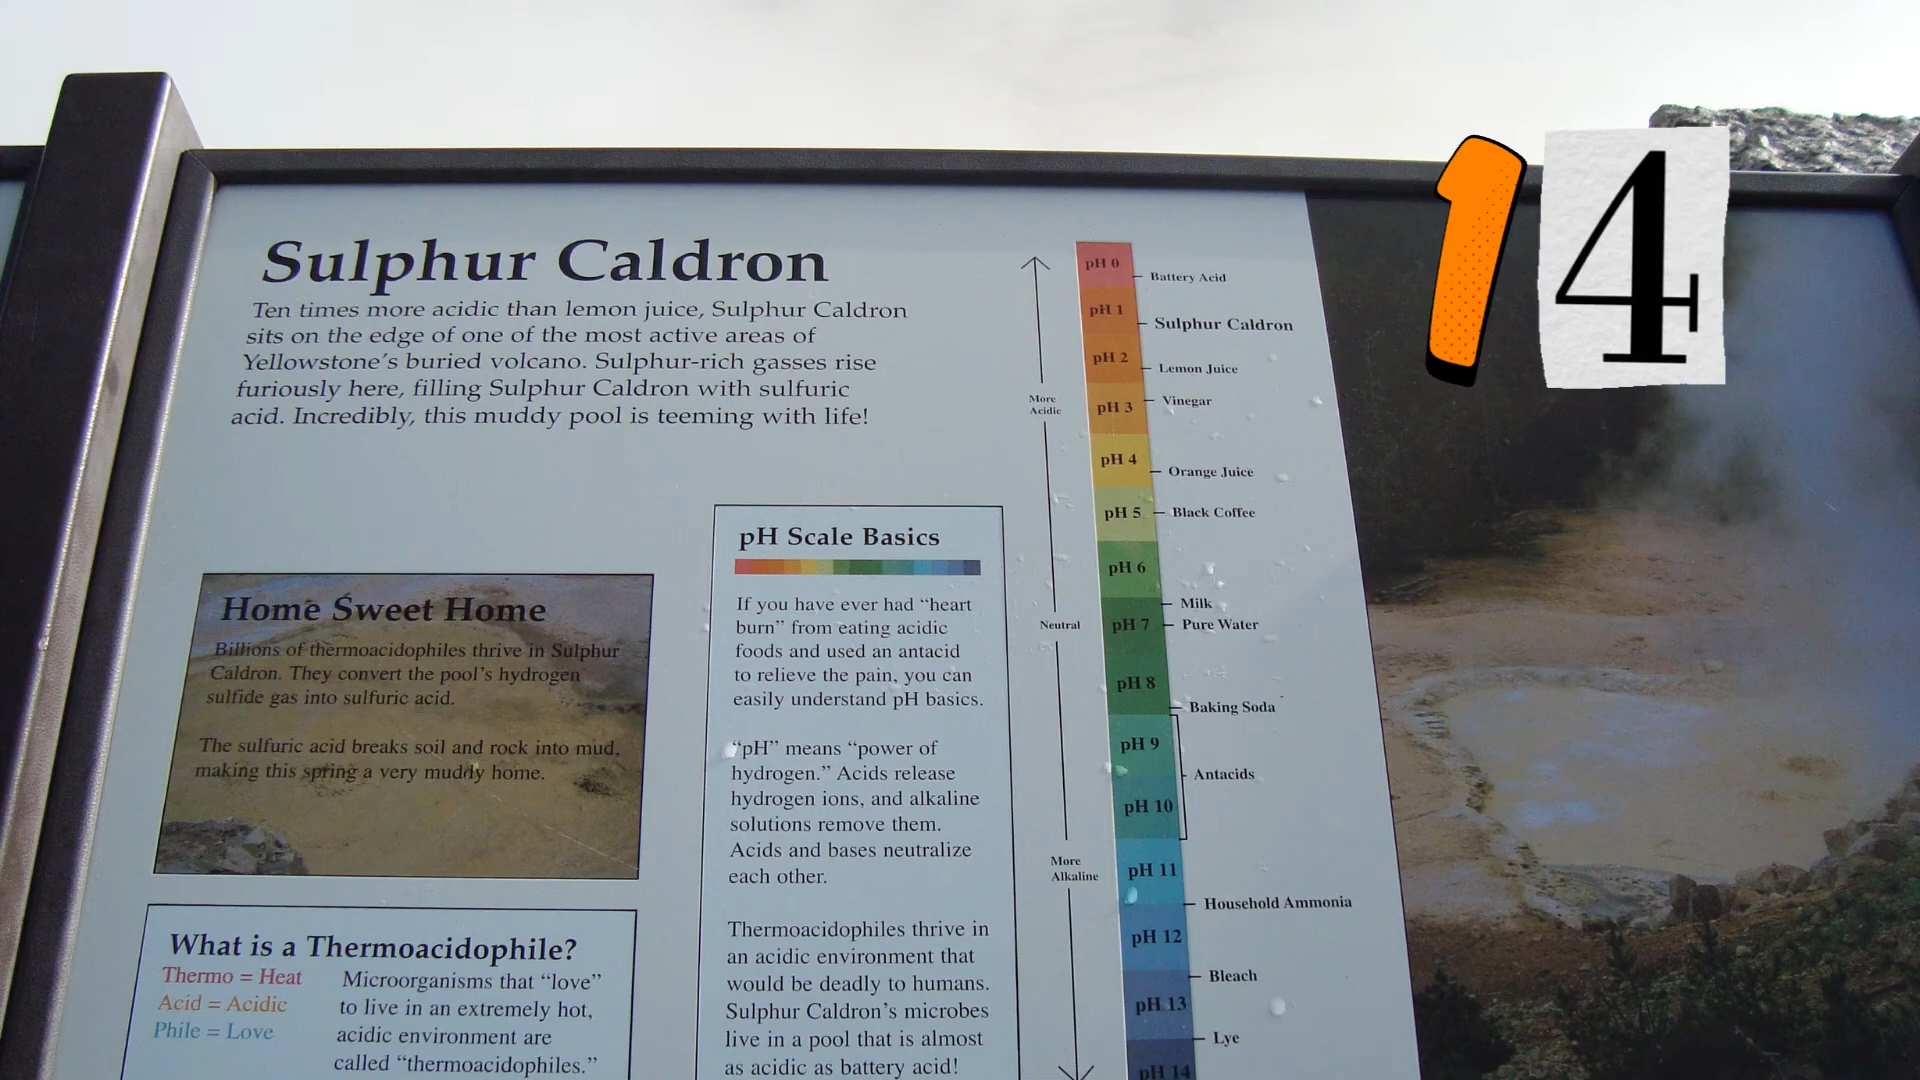 14
Sulphur Caldron
Ten times more acidic than lemon juice, Sulphur Caldron
sits on the edge of one of the most active areas of
Yellowstone's buried volcano. Sulphur-rich gasses rise
furiously here, filling Sulphur Caldron with sulfuric
acid. Incredibly, this muddy pool is teeming with life!
Home Sweet Home
Billions of thermoacidophiles thrive in Sulphur
Caldron. They convert the pool's hydrogen
sulfide gas into sulfuric acid.
The sulfuric acid breaks soil and rock into mud,
making this spring a very muddy home.
What is a Thermoacidophile?
Thermo = Heat
Acid = Acidic
Phile = Love
Microorganisms that “love”
to live in an extremely hot,
acidic environment are
called “thermoacidophiles.”
pH Scale Basics
If you have ever had “heart
burn” from eating acidic
foods and used an antacid
to relieve the pain, you can
easily understand pH basics.
“pH” means “power of
hydrogen.” Acids release
hydrogen ions, and alkaline
solutions remove them.
Acids and bases neutralize
each other.
Thermoacidophiles thrive in
an acidic environment that
would be deadly to humans.
Sulphur Caldron's microbes
live in a pool that is almost
as acidic as battery acid!
More
Acidic
Neutral
More
Alkaline
pH 0
Battery Acid
pH 1
Sulphur Caldron
pH 2
Lemon Juice
pH 3
Vinegar
pH 4
Orange Juice
pH 5
Black Coffee
pH 6
Milk
pH 7
Pure Water
pH 8
Baking Soda
pH 9
Antacids
pH 10
pH 11
Household Ammonia
pH 12
Bleach
pH 13
Lye
pH 14